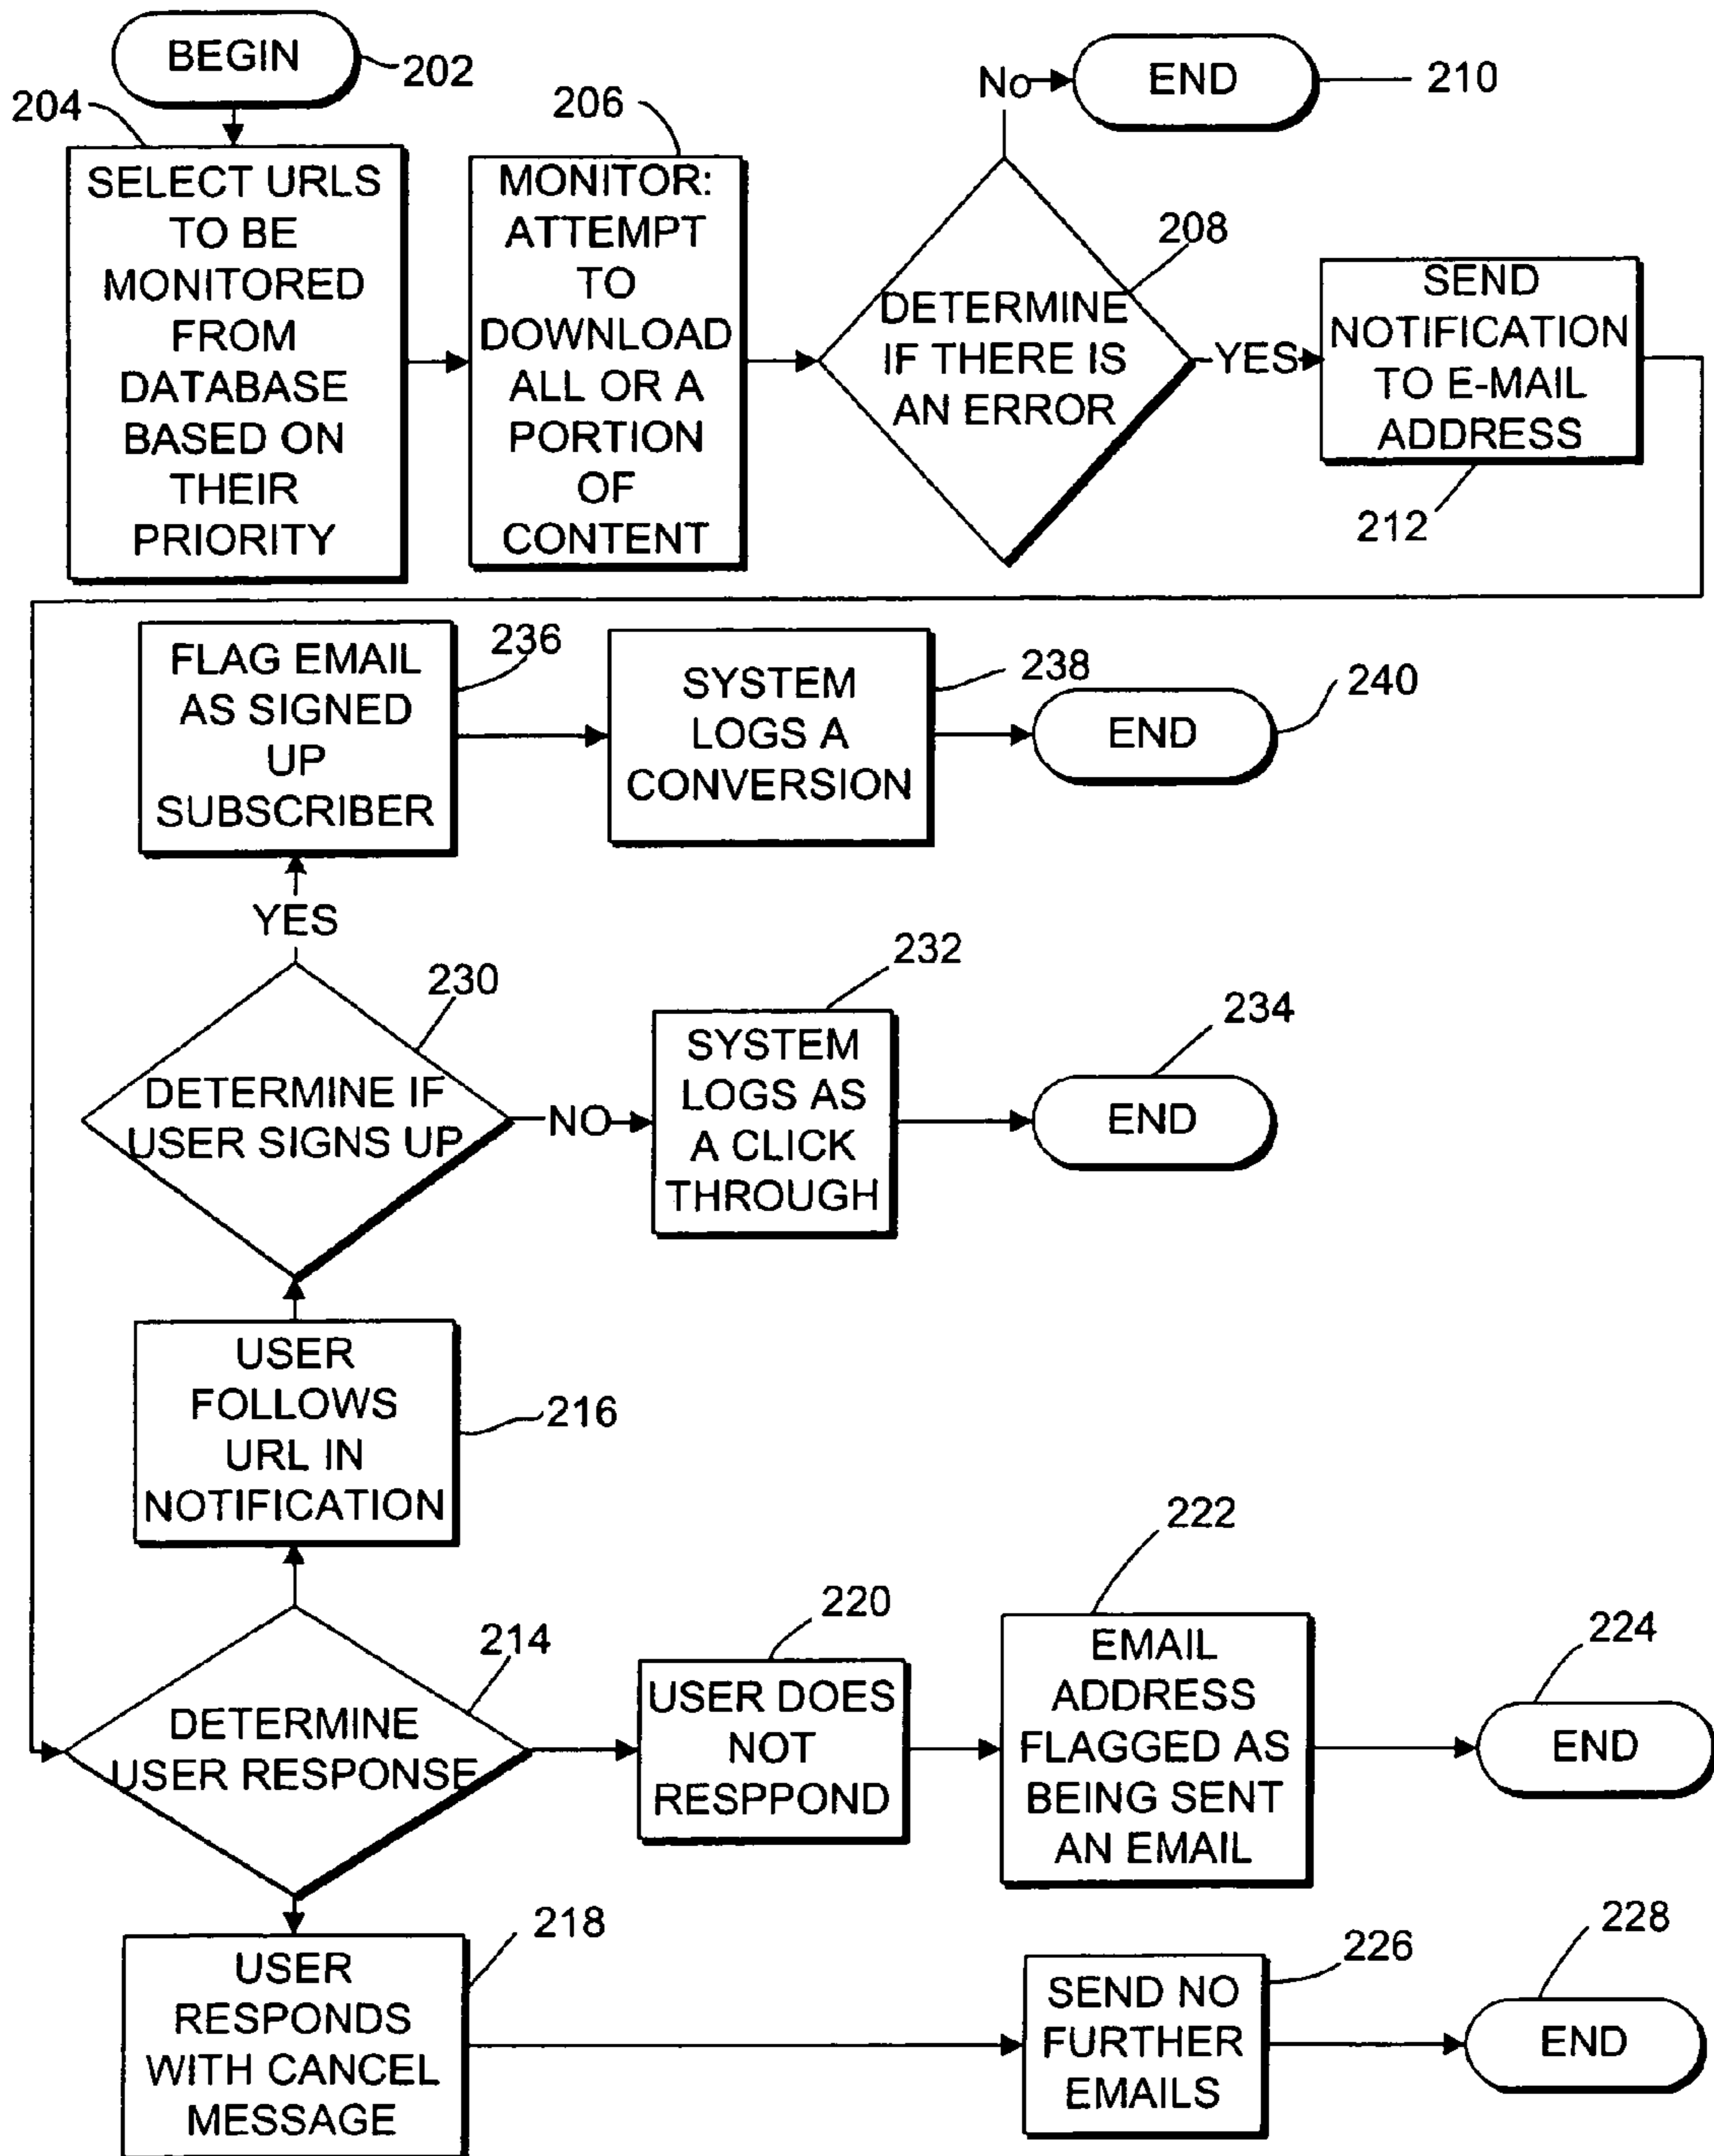 BEGIN
202
204
SELECT URLS
TO BE
MONITORED
FROM
DATABASE
BASED ON
THEIR
PRIORITY
206
MONITOR:
ATTEMPT
TO
DOWNLOAD
ALL OR A
PORTION
OF
CONTENT
208
DETERMINE
IF THERE IS
AN ERROR
No
END
210
YES
SEND
NOTIFICATION
TO E-MAIL
ADDRESS
212
FLAG EMAIL
AS SIGNED
UP
SUBSCRIBER
236
SYSTEM
LOGS A
CONVERSION
238
END
240
YES
230
DETERMINE IF
USER SIGNS UP
NO
232
SYSTEM
LOGS AS
A CLICK
THROUGH
234
END
USER
FOLLOWS
URL IN
NOTIFICATION
216
214
DETERMINE
USER RESPONSE
220
USER DOES
NOT
RESPPOND
222
EMAIL
ADDRESS
FLAGGED AS
BEING SENT
AN EMAIL
224
END
218
USER
RESPONDS
WITH CANCEL
MESSAGE
226
SEND NO
FURTHER
EMAILS
228
END